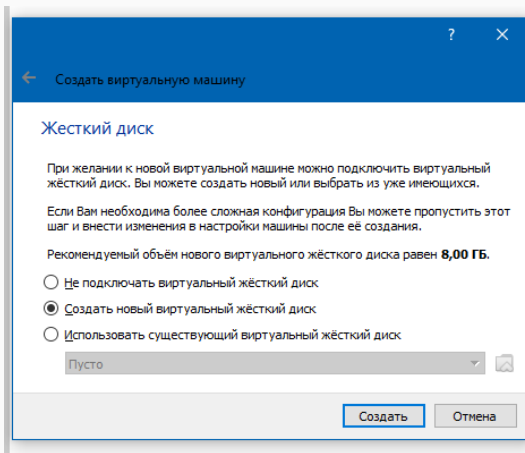 ?
Создать виртуальную машину
Жесткий диск
При желании к новой виртуальной машине можно подключить виртуальный
жёсткий диск. Вы можете создать новый или выбрать из уже имеющихся.
Если Вам необходима более сложная конфигурация Вы можете пропустить этот
шаг и внести изменения в настройки машины после её создания.
Рекомендуемый объём нового виртуального жёсткого диска равен 8,00 ГБ.
Не подключать виртуальный жёсткий диск
Создать новый виртуальный жёсткий диск
Использовать существующий виртуальный жёсткий диск
Пусто
Создать Отмена